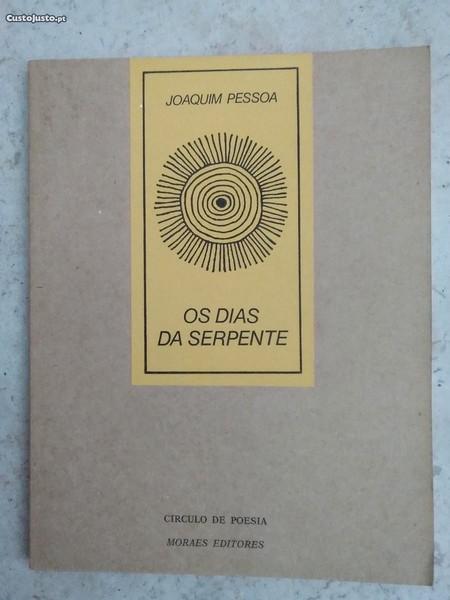 CustoJusto.pt
JOAQUIM PESSOA
OS DIAS
DA SERPENTE
CIRCULO DE POESIA
MORAES EDITORES